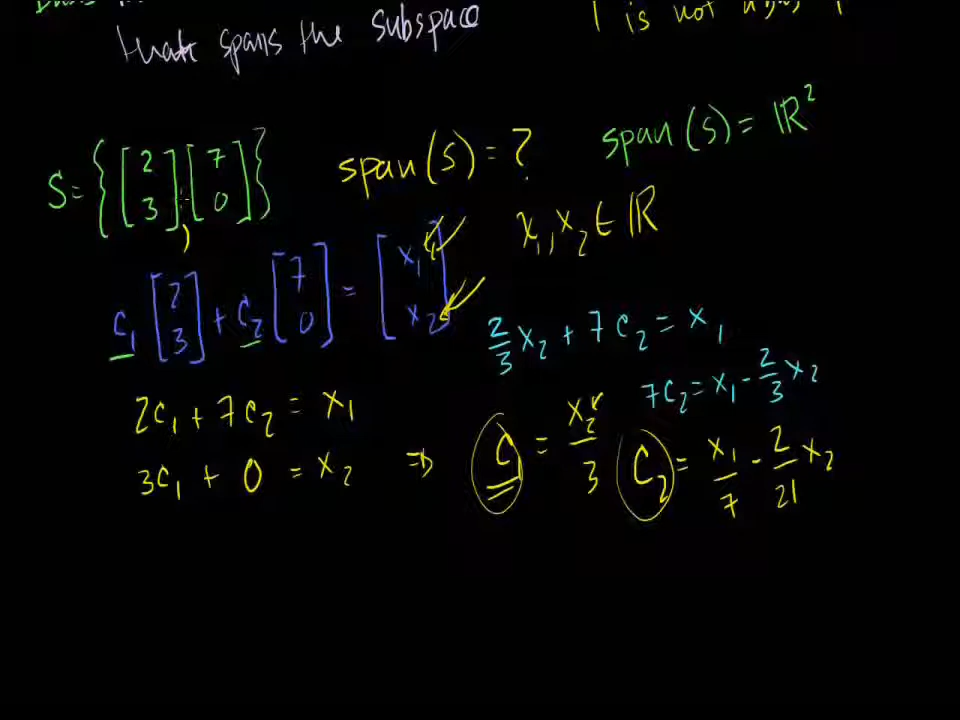 that spans the subspace
1 is not
S = { [2 3], [7 0] } span(S) = ? span(S) = ℝ²
x₁, x₂ ∈ ℝ
c₁ [2 3] + c₂ [7 0] = [x₁ x₂]
2/3 x₂ + 7c₂ = x₁
7c₂ = x₁ - 2/3 x₂
2c₁ + 7c₂ = x₁
3c₁ + 0 = x₂ ⇒ c₁ = x₂/3 c₂ = x₁/7 - 2/21 x₂